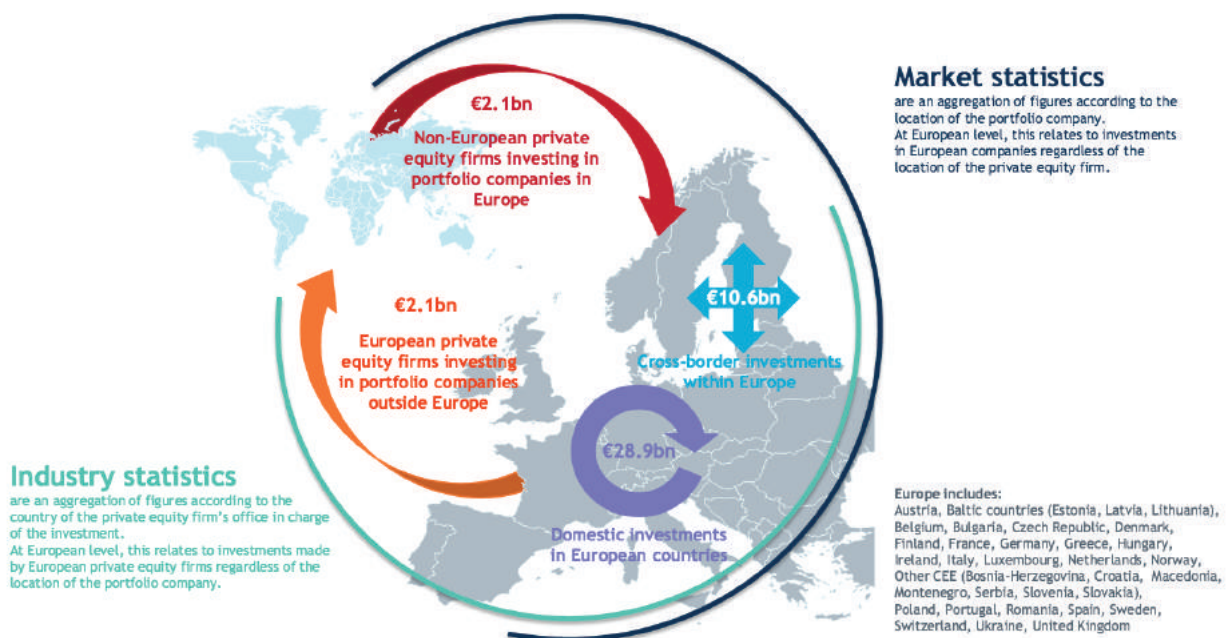 Market statistics
are an aggregation of figures according to the
location of the portfolio company.
At European level, this relates to investments
in European companies regardless of the
location of the private equity firm.
€2.1bn
Non-European private
equity firms investing in
portfolio companies in
Europe
€10.6bn
Cross-border investments
within Europe
€2.1bn
European private
equity firms investing
in portfolio companies
outside Europe
€28.9bn
Domestic investments
in European countries
Industry statistics
are an aggregation of figures according to the
country of the private equity firm's office in charge
of the investment.
At European level, this relates to investments made
by European private equity firms regardless of the
location of the portfolio company.
Europe includes:
Austria, Baltic countries (Estonia, Latvia, Lithuania),
Belgium, Bulgaria, Czech Republic, Denmark,
Finland, France, Germany, Greece, Hungary,
Ireland, Italy, Luxembourg, Netherlands, Norway,
Other CEE (Bosnia-Herzegovina, Croatia, Macedonia,
Montenegro, Serbia, Slovenia, Slovakia),
Poland, Portugal, Romania, Spain, Sweden,
Switzerland, Ukraine, United Kingdom